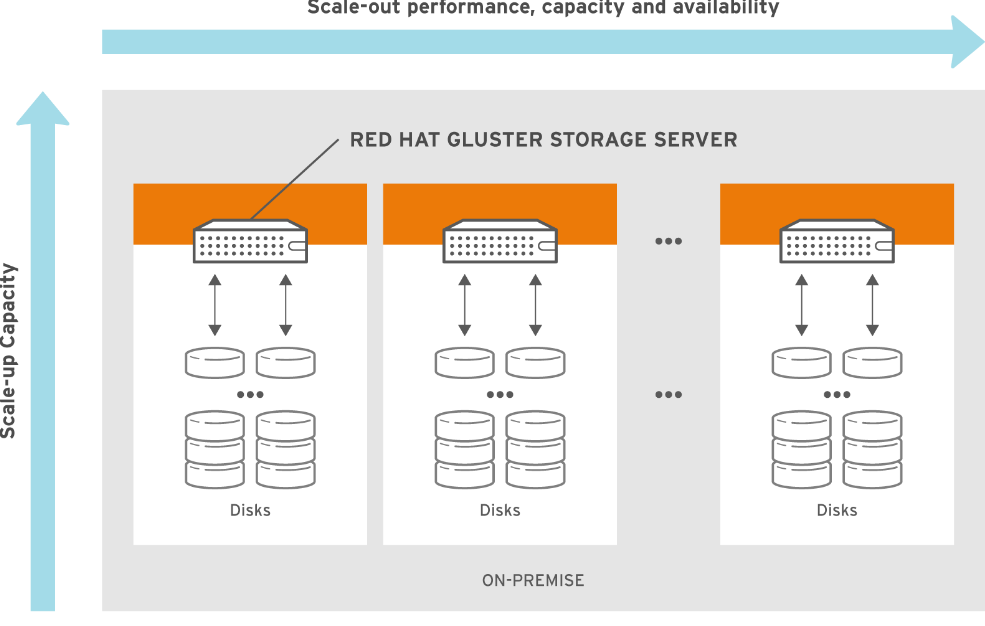 Scale-out performance, capacity and availability
RED HAT GLUSTER STORAGE SERVER
Scale-up Capacity
Disks
Disks
Disks
ON-PREMISE